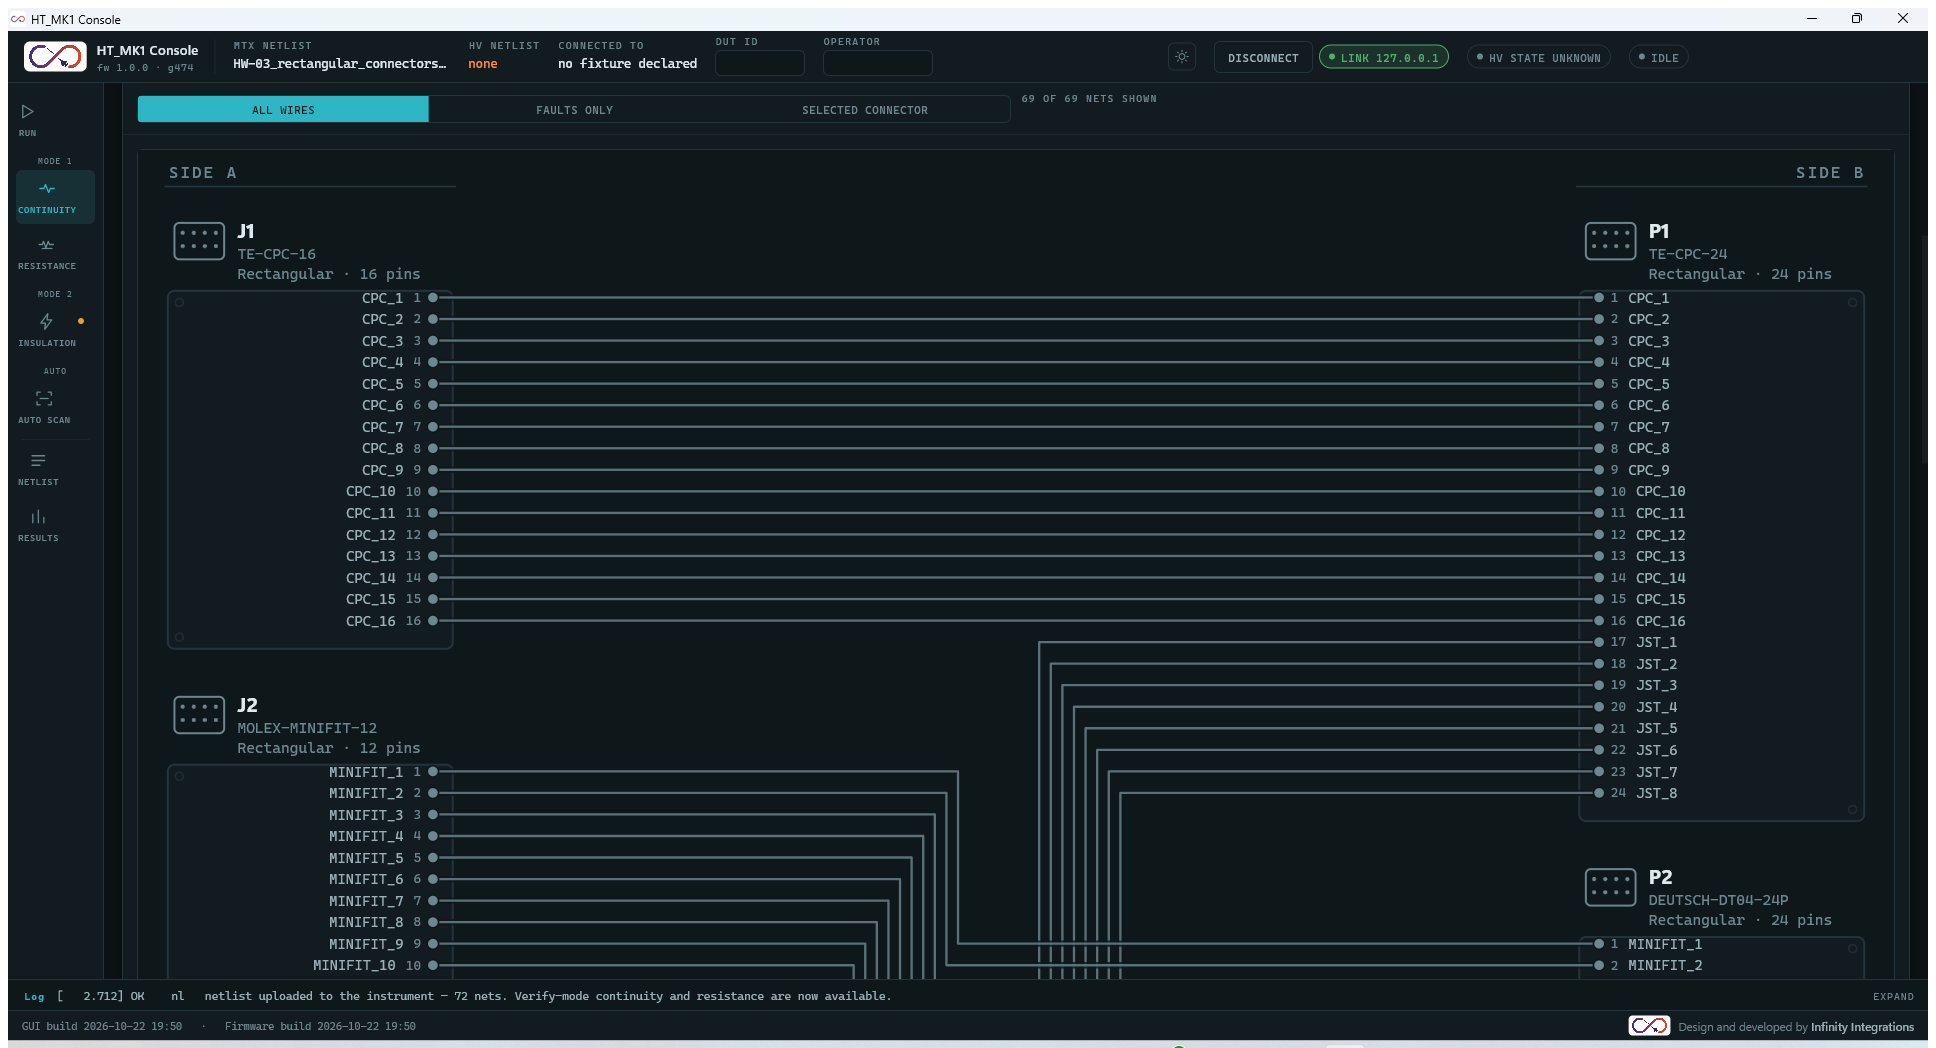 HT_MK1 Console
HT_MK1 Console
fw 1.0.0 · g474
MTX NETLIST
HW-03_rectangular_connectors…
HV NETLIST
none
CONNECTED TO
no fixture declared
DUT ID
OPERATOR
DISCONNECT
LINK 127.0.0.1
HV STATE UNKNOWN
IDLE
RUN
MODE 1
CONTINUITY
RESISTANCE
MODE 2
INSULATION
AUTO
AUTO SCAN
NETLIST
RESULTS
ALL WIRES
FAULTS ONLY
SELECTED CONNECTOR
69 OF 69 NETS SHOWN
SIDE A
SIDE B
J1
TE-CPC-16
Rectangular · 16 pins
CPC_1 1
CPC_2 2
CPC_3 3
CPC_4 4
CPC_5 5
CPC_6 6
CPC_7 7
CPC_8 8
CPC_9 9
CPC_10 10
CPC_11 11
CPC_12 12
CPC_13 13
CPC_14 14
CPC_15 15
CPC_16 16
J2
MOLEX-MINIFIT-12
Rectangular · 12 pins
MINIFIT_1 1
MINIFIT_2 2
MINIFIT_3 3
MINIFIT_4 4
MINIFIT_5 5
MINIFIT_6 6
MINIFIT_7 7
MINIFIT_8 8
MINIFIT_9 9
MINIFIT_10 10
P1
TE-CPC-24
Rectangular · 24 pins
1 CPC_1
2 CPC_2
3 CPC_3
4 CPC_4
5 CPC_5
6 CPC_6
7 CPC_7
8 CPC_8
9 CPC_9
10 CPC_10
11 CPC_11
12 CPC_12
13 CPC_13
14 CPC_14
15 CPC_15
16 CPC_16
17 JST_1
18 JST_2
19 JST_3
20 JST_4
21 JST_5
22 JST_6
23 JST_7
24 JST_8
P2
DEUTSCH-DT04-24P
Rectangular · 24 pins
1 MINIFIT_1
2 MINIFIT_2
Log [ 2.712] OK nl netlist uploaded to the instrument — 72 nets. Verify-mode continuity and resistance are now available.
EXPAND
GUI build 2026-10-22 19:50 · Firmware build 2026-10-22 19:50
Design and developed by Infinity Integrations